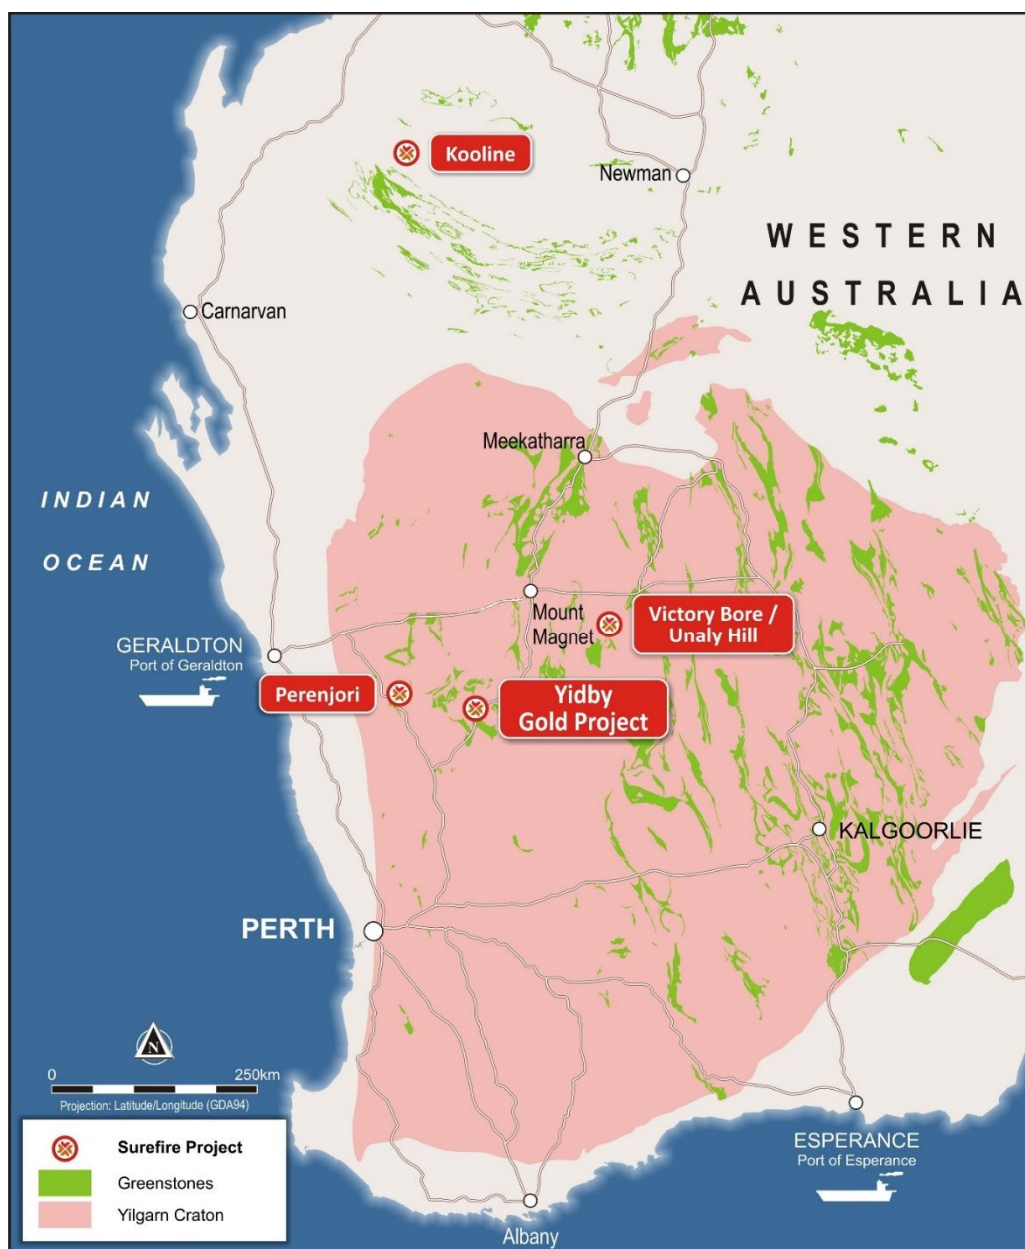 Kooline
Newman
WESTERN
AUSTRALIA
Carnarvan
Meekatharra
INDIAN
OCEAN
Mount
Magnet
Victory Bore /
Unaly Hill
GERALDTON
Port of Geraldton
Perenjori
Yidby
Gold Project
KALGOORLIE
PERTH
N
0 250km
Projection: Latitude/Longitude (GDA94)
Surefire Project
Greenstones
Yilgarn Craton
ESPERANCE
Port of Esperance
Albany